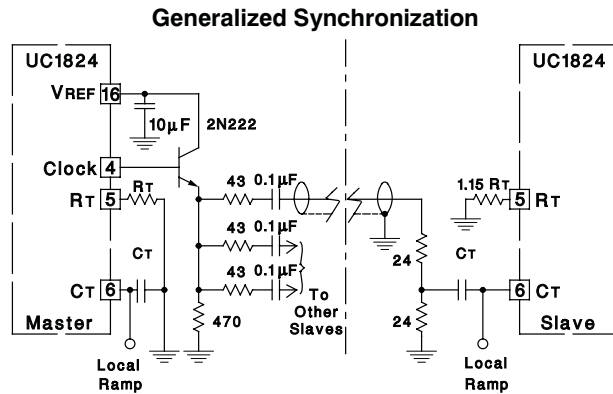 Generalized Synchronization
UC1824
UC1824
VREF
16
10µF
2N222
Clock
4
RT
5
RT
43
0.1µF
43
0.1µF
43
0.1µF
CT
CT
6
470
To
Other
Slaves
Master
Local
Ramp
1.15 RT
5
RT
24
CT
6
CT
24
Slave
Local
Ramp